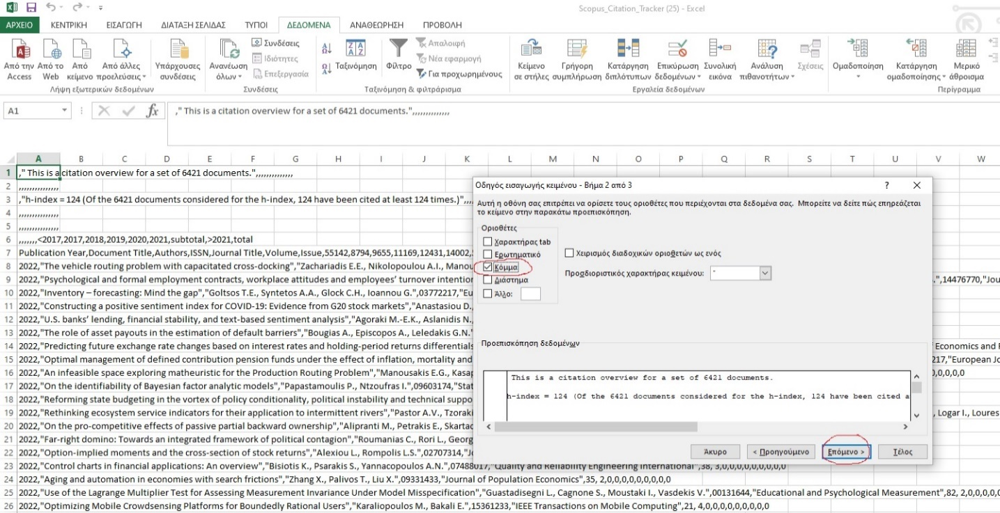 Scopus_Citation_Tracker (25) - Excel
ΑΡΧΕΙΟ ΚΕΝΤΡΙΚΗ ΕΙΣΑΓΩΓΗ ΔΙΑΤΑΞΗ ΣΕΛΙΔΑΣ ΤΥΠΟΙ ΔΕΔΟΜΕΝΑ ΑΝΑΘΕΩΡΗΣΗ ΠΡΟΒΟΛΗ
Από την Access
Από το Web
Από κείμενο
Από άλλες προελεύσεις
Υπάρχουσες συνδέσεις
Λήψη εξωτερικών δεδομένων
Ανανέωση όλων
Συνδέσεις
Ιδιότητες
Επεξεργασία
Συνδέσεις
Ταξινόμηση
Φίλτρο
Απαλοιφή
Νέα εφαρμογή
Για προχωρημένους
Ταξινόμηση & φιλτράρισμα
Κείμενο σε στήλες
Γρήγορη συμπλήρωση
Κατάργηση διπλότυπων
Επικύρωση δεδομένων
Συνολική εικόνα
Ανάλυση πιθανοτήτων
Σχέσεις
Εργαλεία δεδομένων
Ομαδοποίηση
Κατάργηση ομαδοποίησης
Μερικό άθροισμα
Περίγραμμα
A1 fx ," This is a citation overview for a set of 6421 documents.",,,,,,,,,,,,,,
A B C D E F G H I J K L M N O P Q R S T U V W
1 ," This is a citation overview for a set of 6421 documents.",,,,,,,,,,,,,,
2 ,,,,,,,,,,,,,,,
3 ,"h-index = 124 (Of the 6421 documents considered for the h-index, 124 have been cited at least 124 times.)",,,
4 ,,,,,,,,,,,,,,,
5 ,,,,,,,,,,,,,,,
6 ,,,,,,,<2017,2017,2018,2019,2020,2021,subtotal,>2021,total
7 Publication Year,Document Title,Authors,ISSN,Journal Title,Volume,Issue,55142,8794,9655,11169,12431,14002,
8 2022,"The vehicle routing problem with capacitated cross-docking","Zachariadis E.E., Nikolopoulou A.I., Manou
9 2022,"Psychological and formal employment contracts, workplace attitudes and employees’ turnover intention .",14476770,"Jou
10 2022,"Inventory – forecasting: Mind the gap","Goltsos T.E., Syntetos A.A., Glock C.H., Ioannou G.",03772217,"Eu
11 2022,"Constructing a positive sentiment index for COVID-19: Evidence from G20 stock markets","Anastasiou D.,
12 2022,"U.S. banks’ lending, financial stability, and text-based sentiment analysis","Agoraki M.-E.K., Aslanidis N.,
13 2022,"The role of asset payouts in the estimation of default barriers","Bougias A., Episcopos A., Leledakis G.N."
14 2022,"Predicting future exchange rate changes based on interest rates and holding-period returns differentials Economics and F
15 2022,"Optimal management of defined contribution pension funds under the effect of inflation, mortality and 217,"European Jo
16 2022,"An infeasible space exploring matheuristic for the Production Routing Problem","Manousakis E.G., Kasap 0,0,0,0,0
17 2022,"On the identifiability of Bayesian factor analytic models","Papastamoulis P., Ntzoufras I.",09603174,"Stat
18 2022,"Reforming state budgeting in the vortex of policy conditionality, political instability and technical suppo
19 2022,"Rethinking ecosystem service indicators for their application to intermittent rivers","Pastor A.V., Tzoraki , Logar I., Loures
20 2022,"On the pro-competitive effects of passive partial backward ownership","Alipranti M., Petrakis E., Skartad
21 2022,"Far-right domino: Towards an integrated framework of political contagion","Roumanias C., Rori L., Georg
22 2022,"Option-implied moments and the cross-section of stock returns","Alexiou L., Rompolis L.S.",02707314,"Jo
23 2022,"Control charts in financial applications: An overview","Bisiotis K., Psarakis S., Yannacopoulos A.N.",07488017,"Quality and Reliability Engineering International",38, 3,0,0,0,0,0,0,0,0,0
24 2022,"Aging and automation in economies with search frictions","Zhang X., Palivos T., Liu X.",09331433,"Journal of Population Economics",35, 2,0,0,0,0,0,0,0,0,0
25 2022,"Use of the Lagrange Multiplier Test for Assessing Measurement Invariance Under Model Misspecification","Guastadisegni L., Cagnone S., Moustaki I., Vasdekis V.",00131644,"Educational and Psychological Measurement",82, 2,0,0,0,0,0
26 2022,"Optimizing Mobile Crowdsensing Platforms for Boundedly Rational Users","Karaliopoulos M., Bakali E.",15361233,"IEEE Transactions on Mobile Computing",21, 4,0,0,0,0,0,0,0,0,0
Οδηγός εισαγωγής κειμένου - Βήμα 2 από 3 ?
Αυτή η οθόνη σας επιτρέπει να ορίσετε τους οριοθέτες που περιέχονται στα δεδομένα σας. Μπορείτε να δείτε πώς επηρεάζεται
το κείμενο στην παρακάτω προεπισκόπηση.
Οριοθέτες
Χαρακτήρας tab
Ερωτηματικό
Κόμμα
Διάστημα
Άλλο:
Χειρισμός διαδοχικών οριοθετών ως ενός
Προσδιοριστικός χαρακτήρας κειμένου: "
Προεπισκόπηση δεδομένων
This is a citation overview for a set of 6421 documents.
h-index = 124 (Of the 6421 documents considered for the h-index, 124 have been cited a
Άκυρο < Προηγούμενο Επόμενο > Τέλος